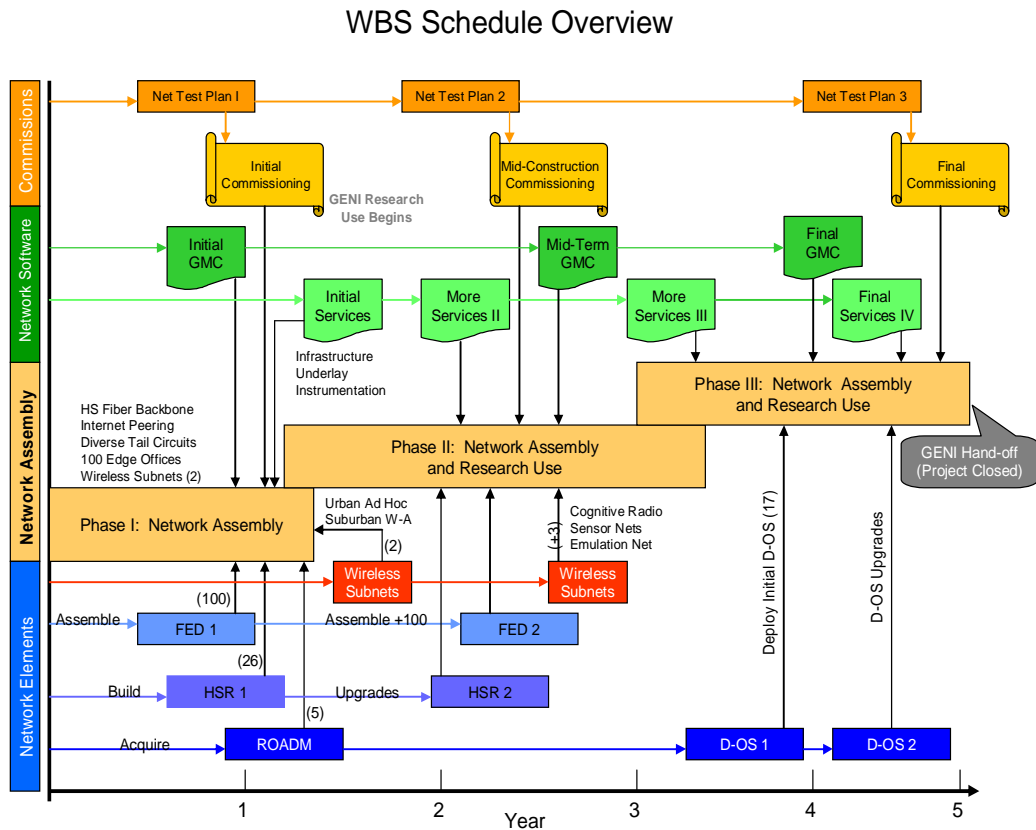 WBS Schedule Overview
Commissions
Net Test Plan I
Net Test Plan 2
Net Test Plan 3
Initial
Commissioning
Mid-Construction
Commissioning
Final
Commissioning
GENI Research
Use Begins
Network Software
Initial
GMC
Mid-Term
GMC
Final
GMC
Initial
Services
More
Services II
More
Services III
Final
Services IV
Infrastructure
Underlay
Instrumentation
Network Assembly
HS Fiber Backbone
Internet Peering
Diverse Tail Circuits
100 Edge Offices
Wireless Subnets (2)
Phase III: Network Assembly
and Research Use
Phase II: Network Assembly
and Research Use
GENI Hand-off
(Project Closed)
Phase I: Network Assembly
Urban Ad Hoc
Suburban W-A
(2)
(+3)
Cognitive Radio
Sensor Nets
Emulation Net
Network Elements
Wireless
Subnets
Wireless
Subnets
(100)
Assemble
FED 1
Assemble +100
FED 2
(26)
Build
HSR 1
Upgrades
HSR 2
(5)
Acquire
ROADM
D-OS 1
D-OS 2
Deploy Initial D-OS (17)
D-OS Upgrades
1
2
3
4
5
Year